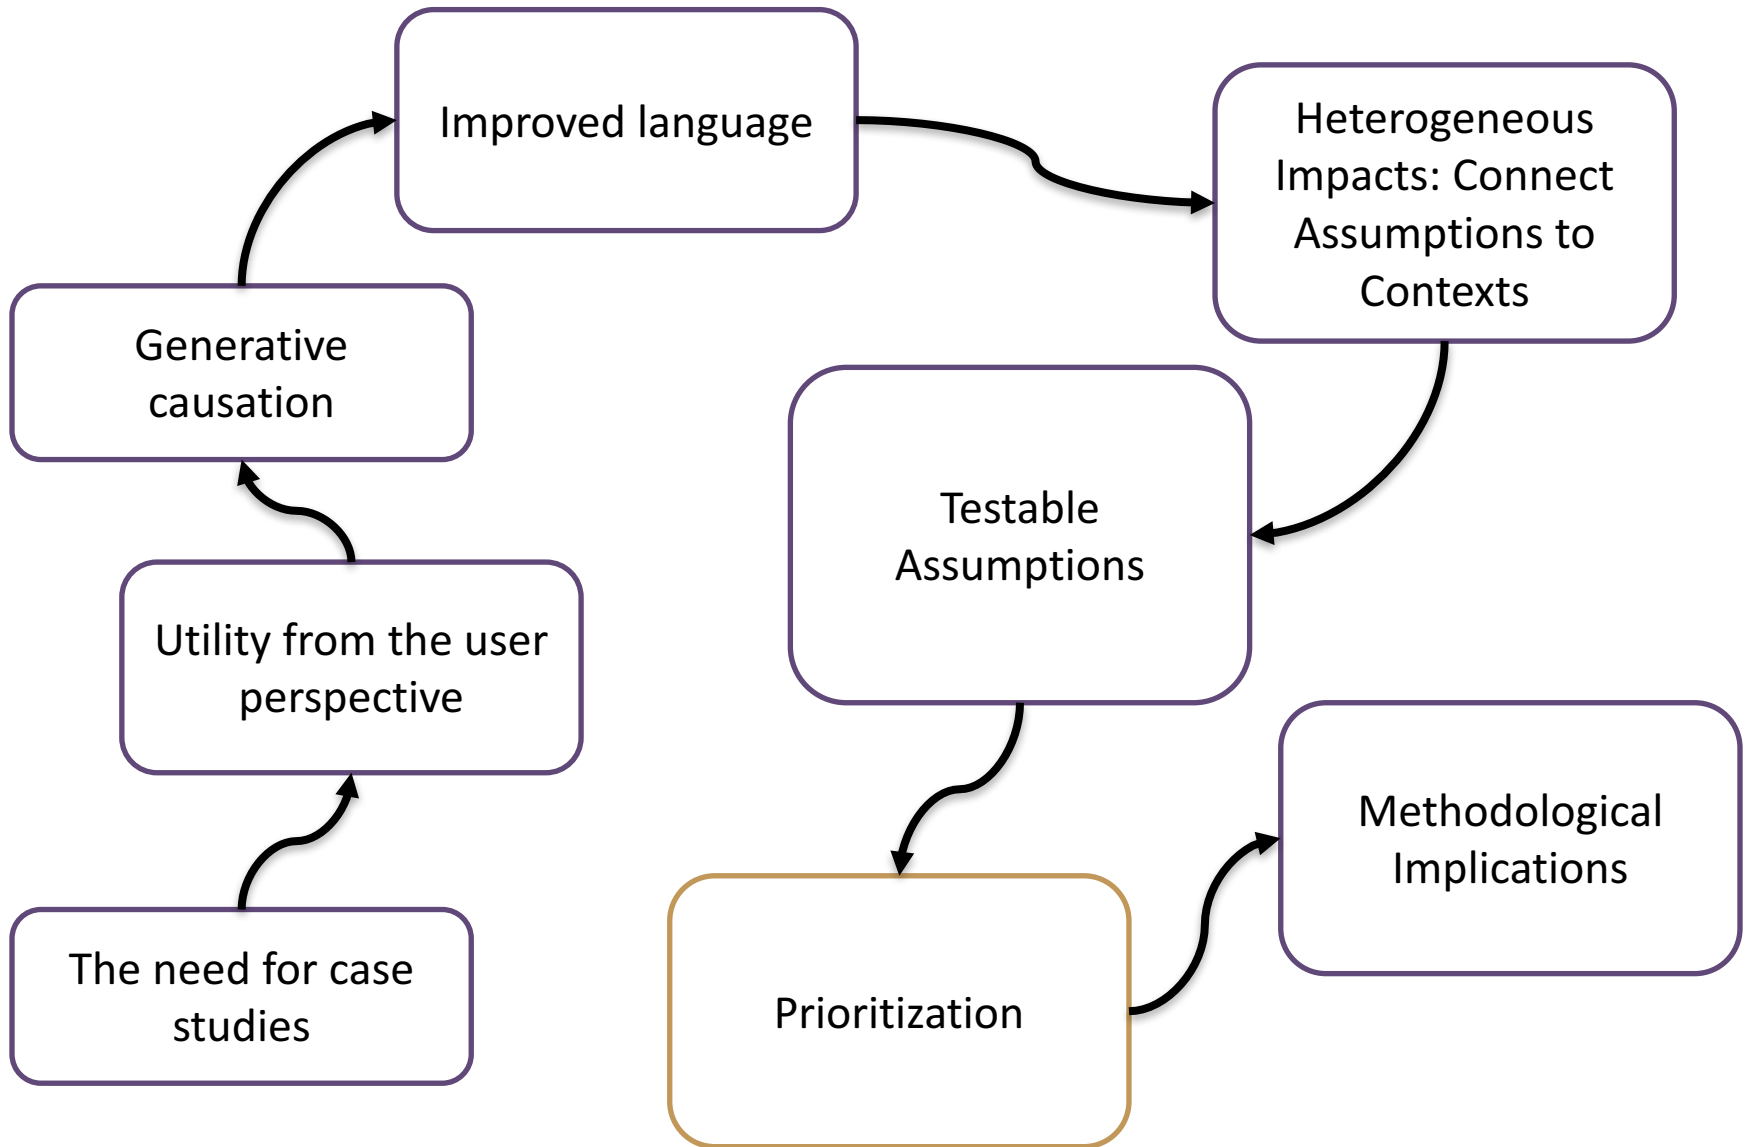 Improved language
Heterogeneous
Impacts: Connect
Assumptions to
Contexts
Generative
causation
Testable
Assumptions
Utility from the user
perspective
Methodological
Implications
The need for case
studies
Prioritization